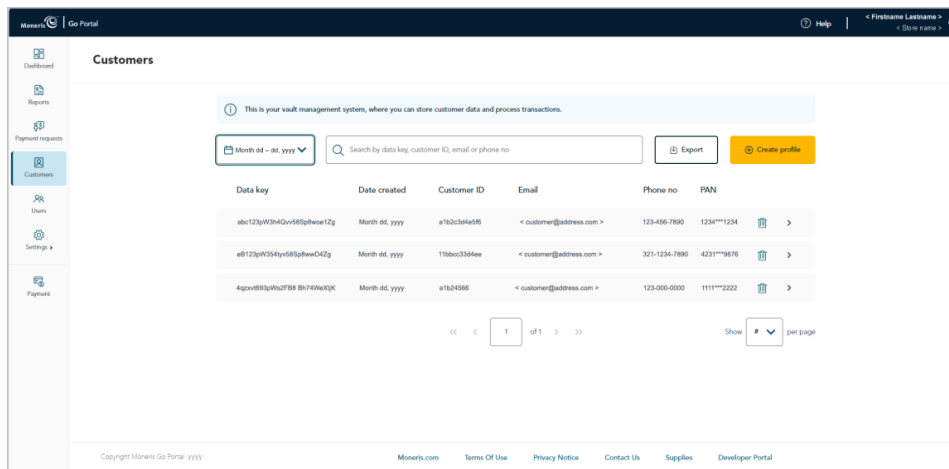 Moneris Go Portal
Help
< Firstname Lastname >
< Store name >
Dashboard
Reports
Payment requests
Customers
Users
Settings
Payment
Customers
This is your vault management system, where you can store customer data and process transactions.
Month dd – dd, yyyy
Search by data key, customer ID, email or phone no
Export
Create profile
Data key Date created Customer ID Email Phone no PAN
abc123pW3h4Qvv58Sp8woe1Zg Month dd, yyyy a1b2c3d4e5f6 < customer@address.com > 123-456-7890 1234***1234
eB123pW354tyv58Sp8wwD4Zg Month dd, yyyy 11bbcc33d4ee < customer@address.com > 321-1234-7890 4231***9876
4qzxvt693pWs2FB8 Bh74WaXtjK Month dd, yyyy a1b24566 < customer@address.com > 123-000-0000 1111***2222
<< < 1 of 1 > >>
Show # per page
Copyright Moneris Go Portal yyyy
Moneris.com Terms Of Use Privacy Notice Contact Us Supplies Developer Portal